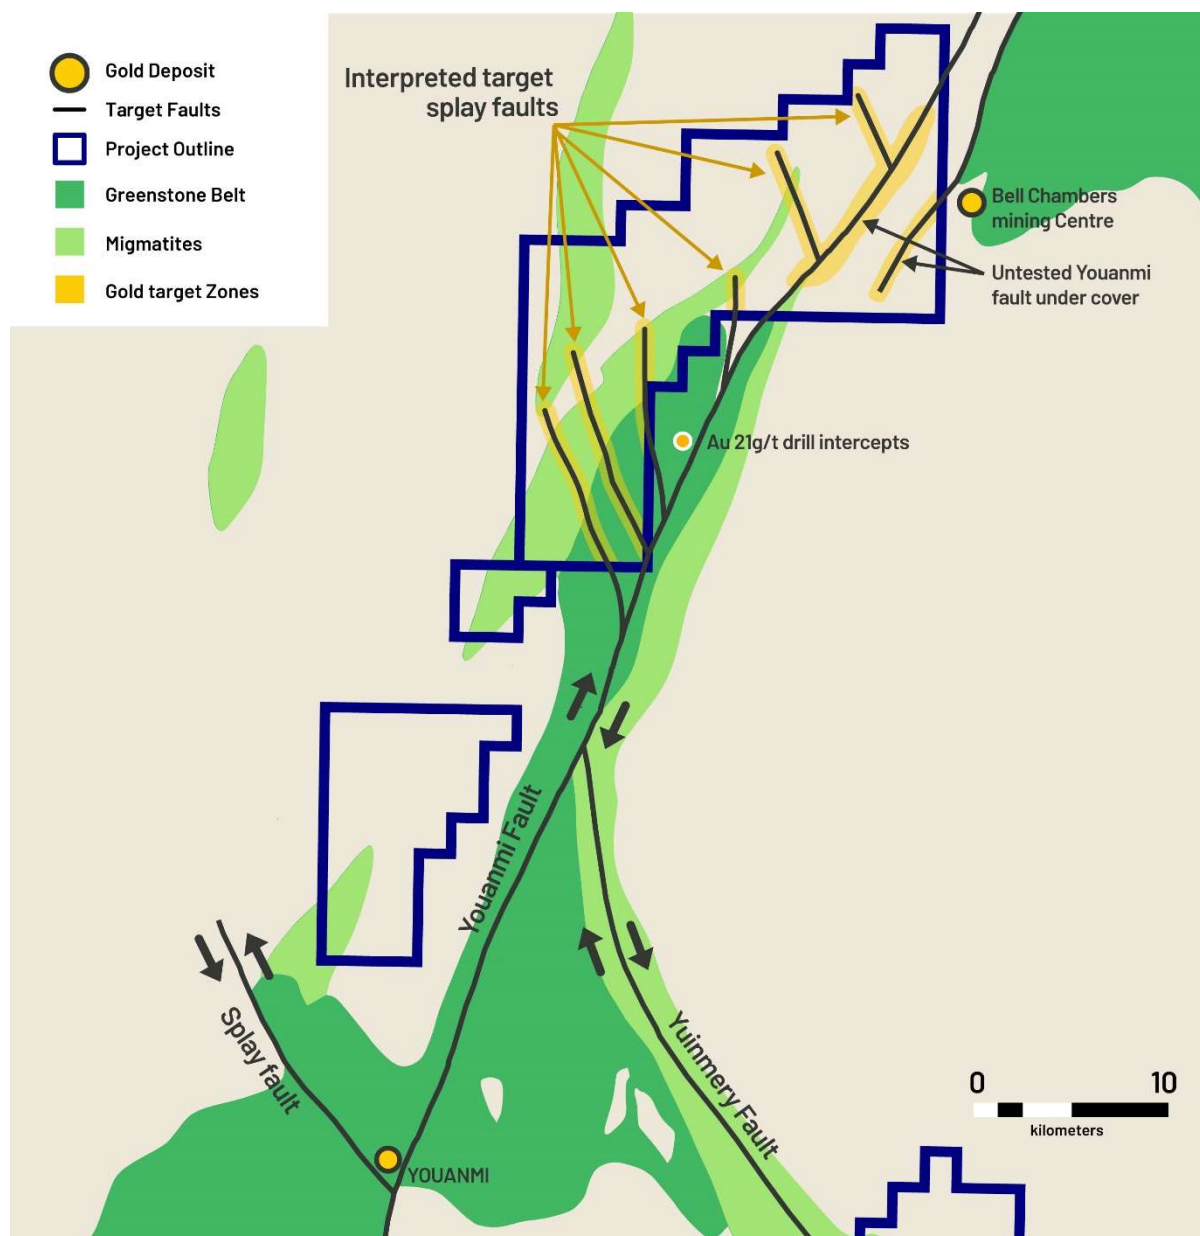 Gold Deposit
Target Faults
Project Outline
Greenstone Belt
Migmatites
Gold target Zones
Interpreted target
splay faults
Bell Chambers
mining Centre
Untested Youanmi
fault under cover
Au 21g/t drill intercepts
Youanmi Fault
Splay fault
Yuinmery Fault
YOUANMI
0 10
kilometers